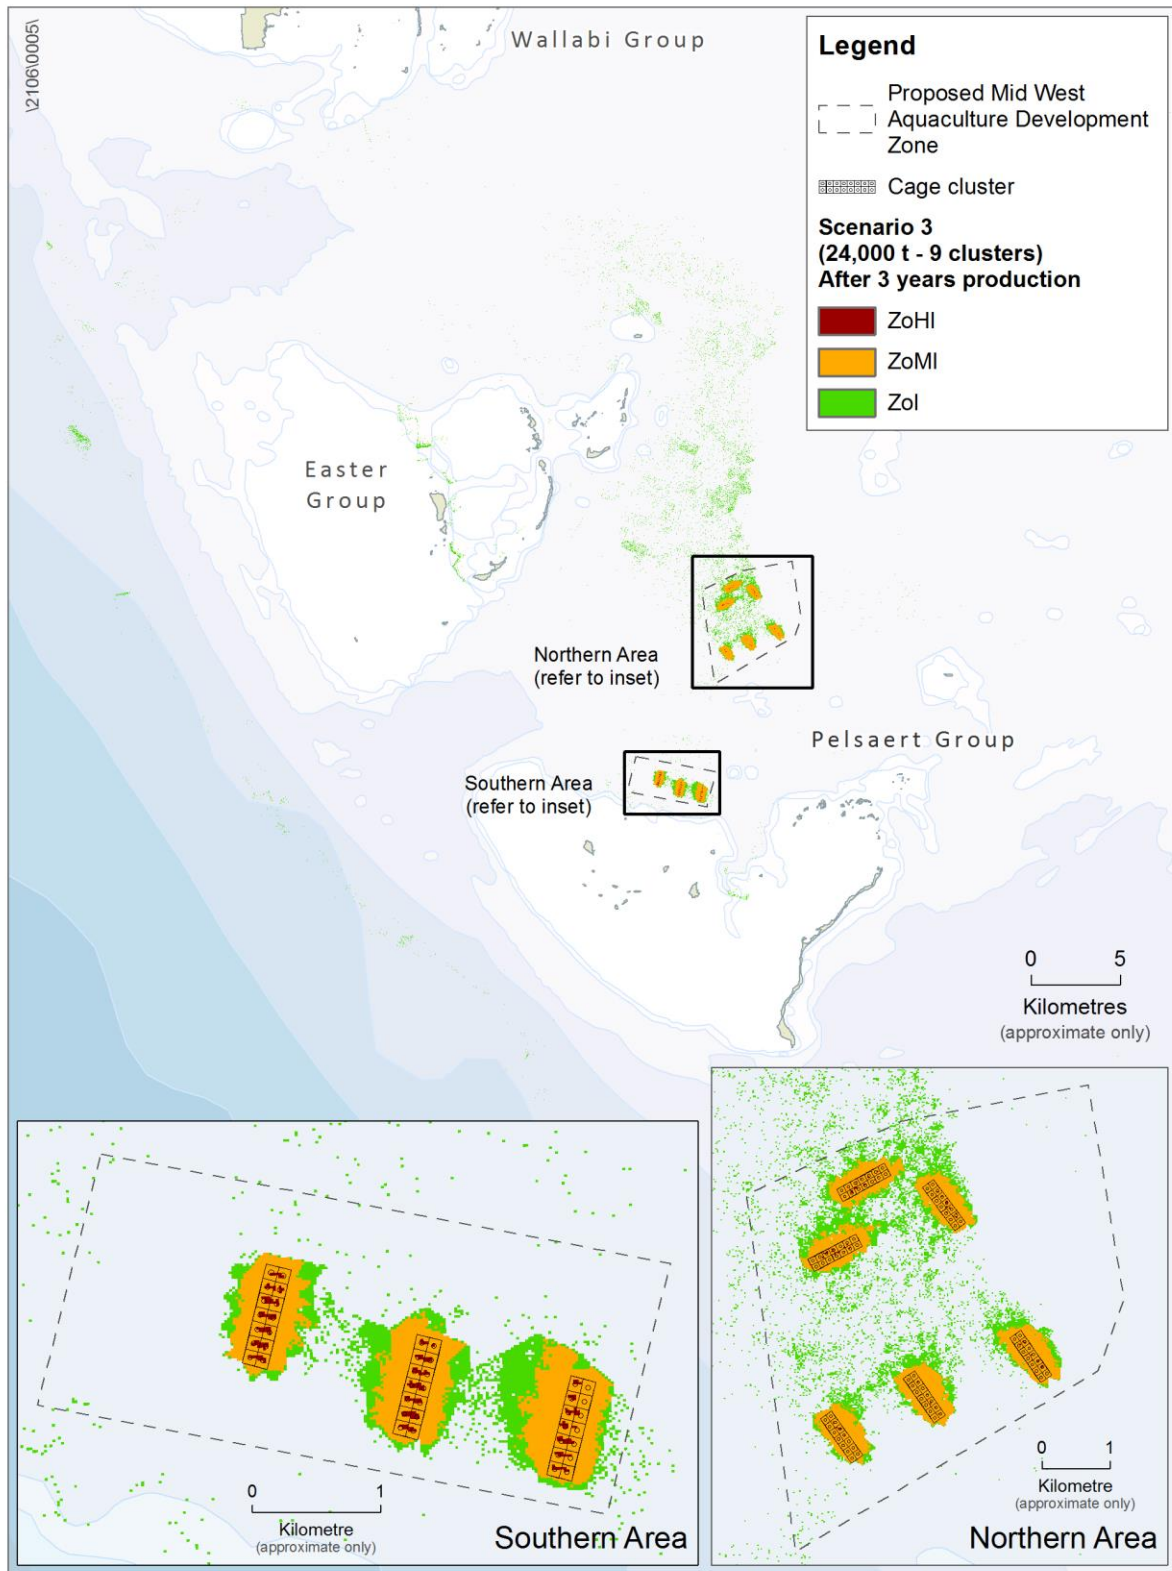 \2106\0005\
Wallabi Group
Legend
Proposed Mid West
Aquaculture Development
Zone
Cage cluster
Scenario 3
(24,000 t - 9 clusters)
After 3 years production
ZoHI
ZoMI
ZoI
Easter
Group
Northern Area
(refer to inset)
Pelsaert Group
Southern Area
(refer to inset)
0 5
Kilometres
(approximate only)
0 1
Kilometre
(approximate only)
Southern Area
0 1
Kilometre
(approximate only)
Northern Area